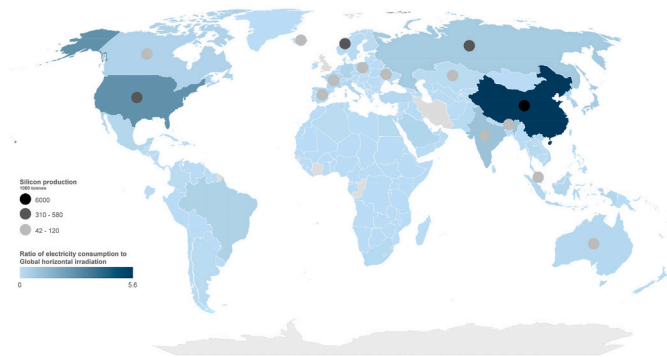 Silicon production
1000 tonnes
6000
310 - 580
42 - 120
Ratio of electricity consumption to
Global horizontal irradiation
0 5.6